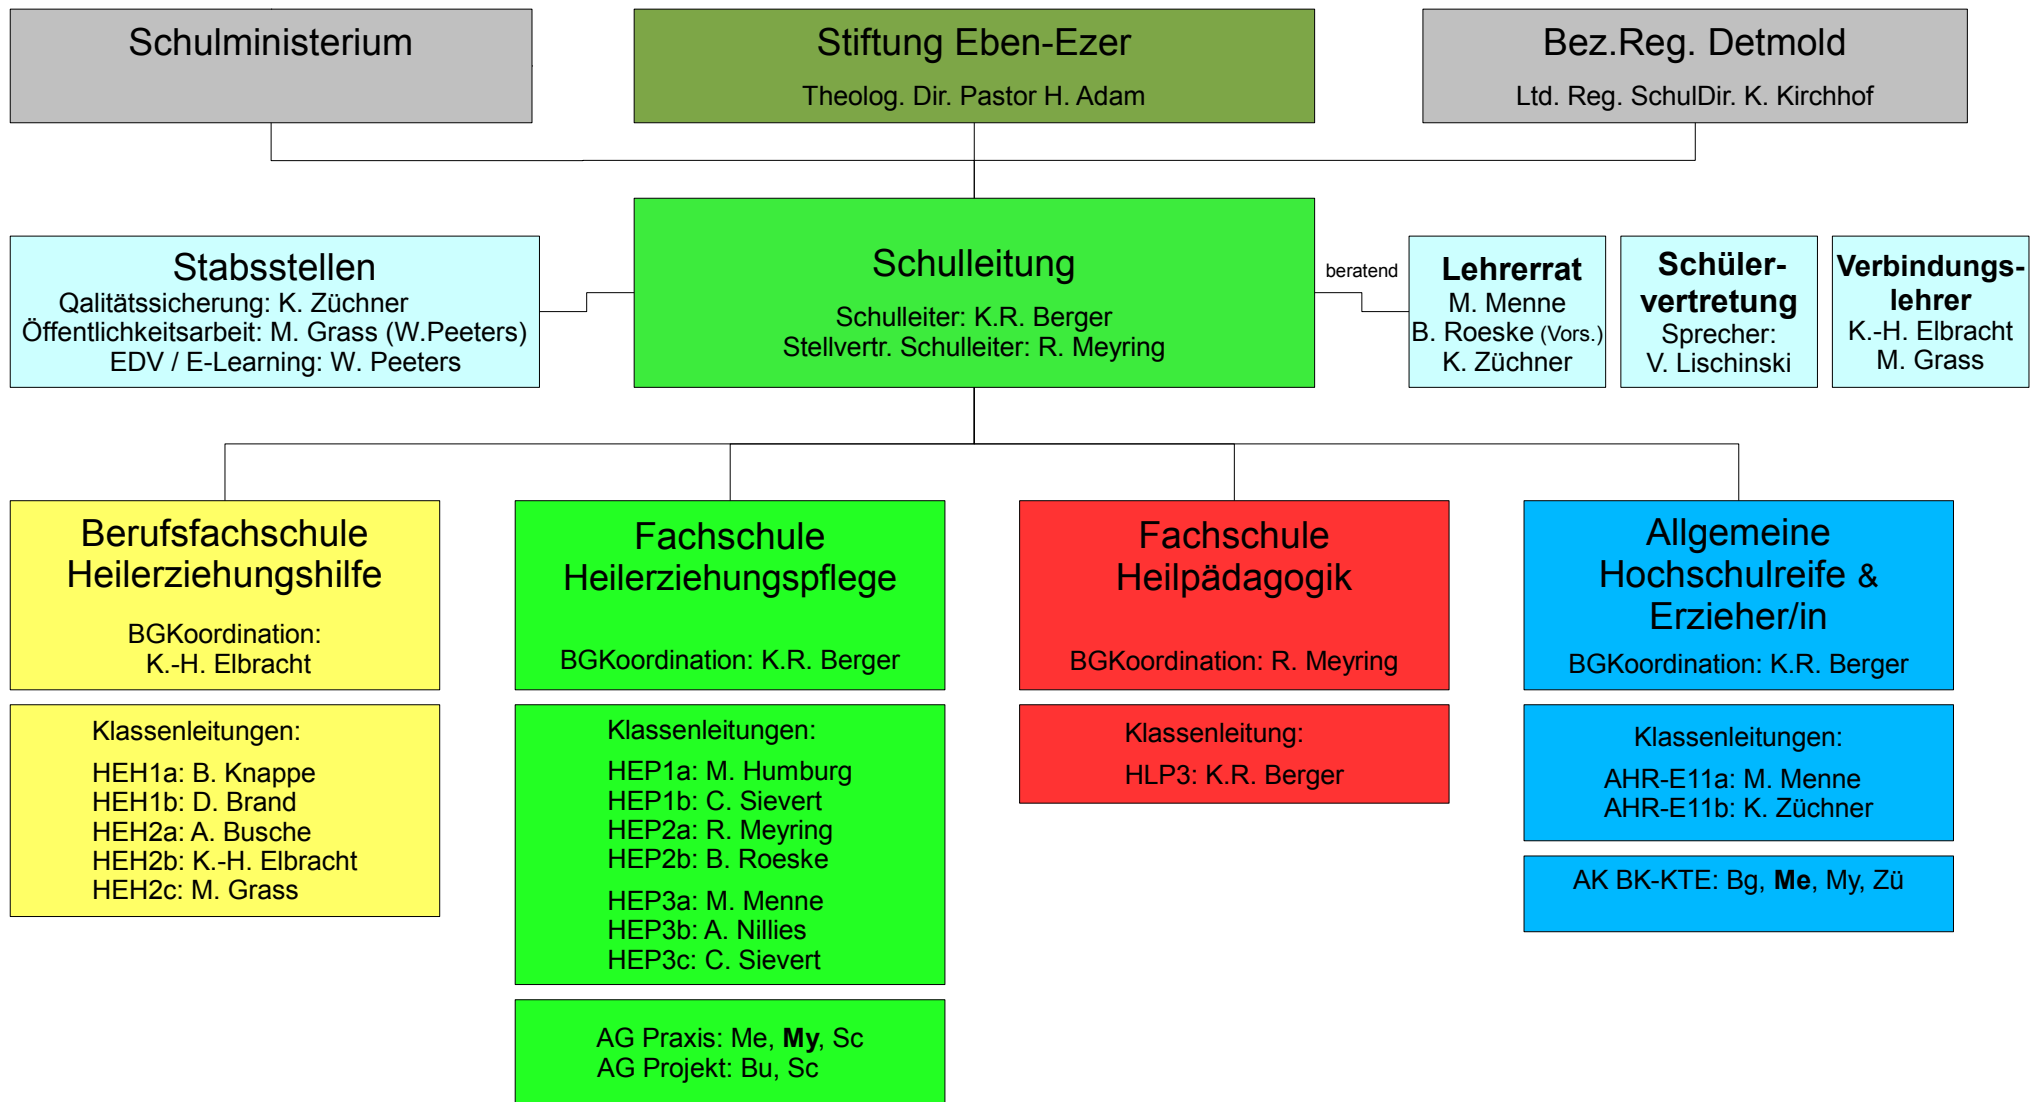 Schulministerium
Stiftung Eben-Ezer
Theolog. Dir. Pastor H. Adam
Bez.Reg. Detmold
Ltd. Reg. SchulDir. K. Kirchhof
Stabsstellen
Qalitätssicherung: K. Züchner
Öffentlichkeitsarbeit: M. Grass (W.Peeters)
EDV / E-Learning: W. Peeters
Schulleitung
Schulleiter: K.R. Berger
Stellvertr. Schulleiter: R. Meyring
beratend
Lehrerrat
M. Menne
B. Roeske (Vors.)
K. Züchner
Schüler-
vertretung
Sprecher:
V. Lischinski
Verbindungs-
lehrer
K.-H. Elbracht
M. Grass
Berufsfachschule
Heilerziehungshilfe
BGKoordination:
K.-H. Elbracht
Klassenleitungen:
HEH1a: B. Knappe
HEH1b: D. Brand
HEH2a: A. Busche
HEH2b: K.-H. Elbracht
HEH2c: M. Grass
Fachschule
Heilerziehungspflege
BGKoordination: K.R. Berger
Klassenleitungen:
HEP1a: M. Humburg
HEP1b: C. Sievert
HEP2a: R. Meyring
HEP2b: B. Roeske
HEP3a: M. Menne
HEP3b: A. Nillies
HEP3c: C. Sievert
AG Praxis: Me, My, Sc
AG Projekt: Bu, Sc
Fachschule
Heilpädagogik
BGKoordination: R. Meyring
Klassenleitung:
HLP3: K.R. Berger
Allgemeine
Hochschulreife &
Erzieher/in
BGKoordination: K.R. Berger
Klassenleitungen:
AHR-E11a: M. Menne
AHR-E11b: K. Züchner
AK BK-KTE: Bg, Me, My, Zü